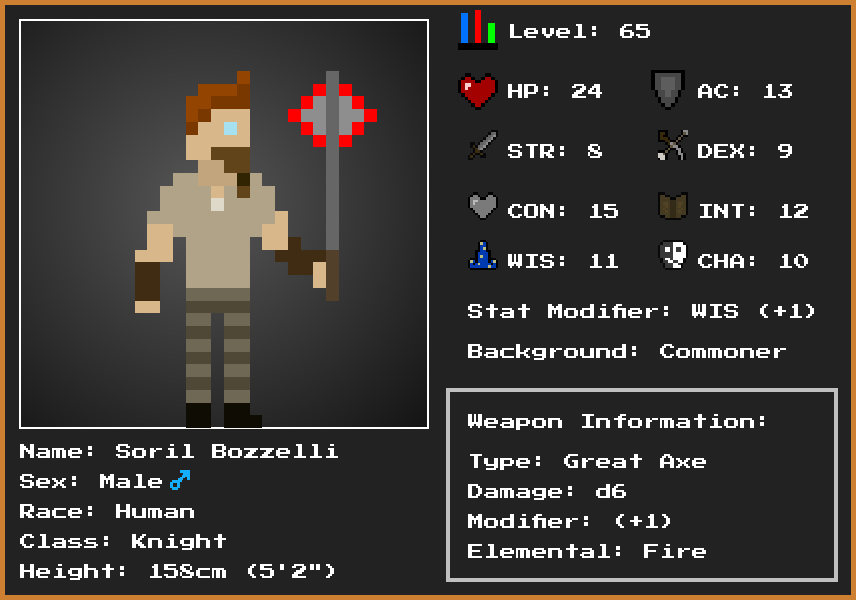 Level: 65
HP: 24 AC: 13
STR: 8 DEX: 9
CON: 15 INT: 12
WIS: 11 CHA: 10
Stat Modifier: WIS (+1)
Background: Commoner
Weapon Information:
Type: Great Axe
Damage: d6
Modifier: (+1)
Elemental: Fire
Name: Soril Bozzelli
Sex: Male♂
Race: Human
Class: Knight
Height: 158cm (5'2")